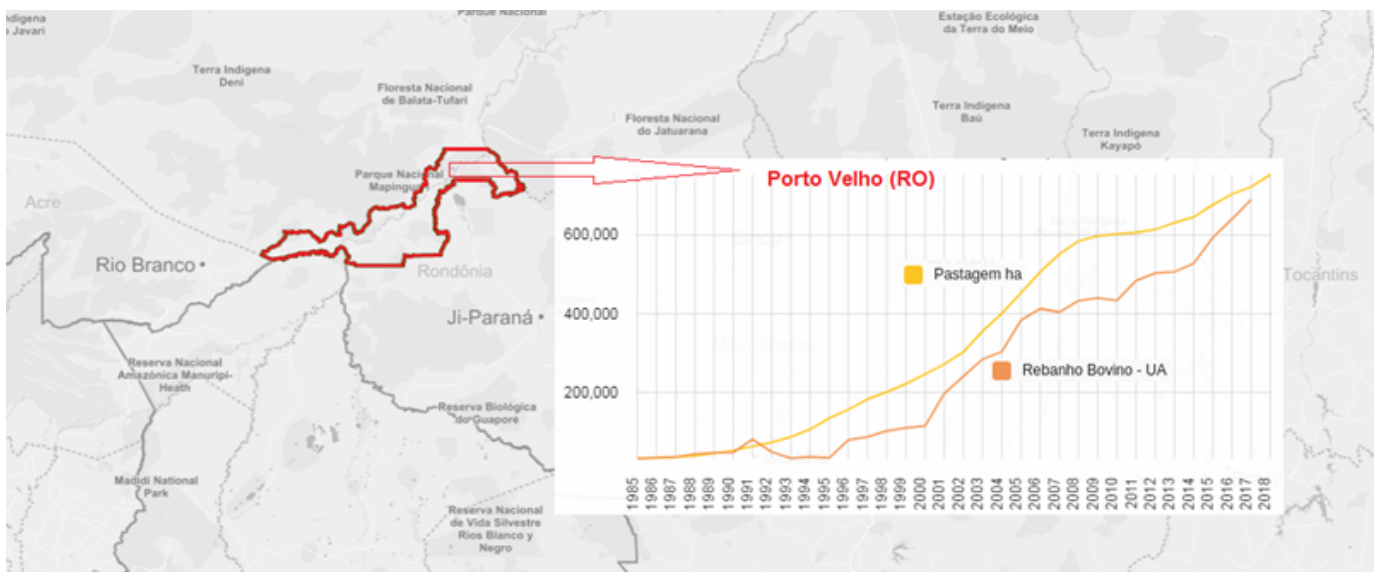 Parque Nacional
Indigena
Javari
Estação Ecológica
da Terra do Meio
Terra Indigena
Deni
Floresta Nacional
de Balata-Tufari
Floresta Nacional
do Jatuarana
Terra Indigena
Baú
Terra Indigena
Kayapó
Parque Nacional
Acre
Rio Branco
Rondônia
Ji-Paraná
Tocantins
Reserva Nacional
Amazónica Manuripi-
Heath
Reserva Biológica
do Guaporé
Madidi National
Park
Reserva Nacional
de Vida Silvestre
Rios Blanco y
Negro
Porto Velho (RO)
600,000
400,000
200,000
Pastagem ha
Rebanho Bovino - UA
1985
1986
1987
1988
1989
1990
1991
1992
1993
1994
1995
1996
1997
1998
1999
2000
2001
2002
2003
2004
2005
2006
2007
2008
2009
2010
2011
2012
2013
2014
2015
2016
2017
2018